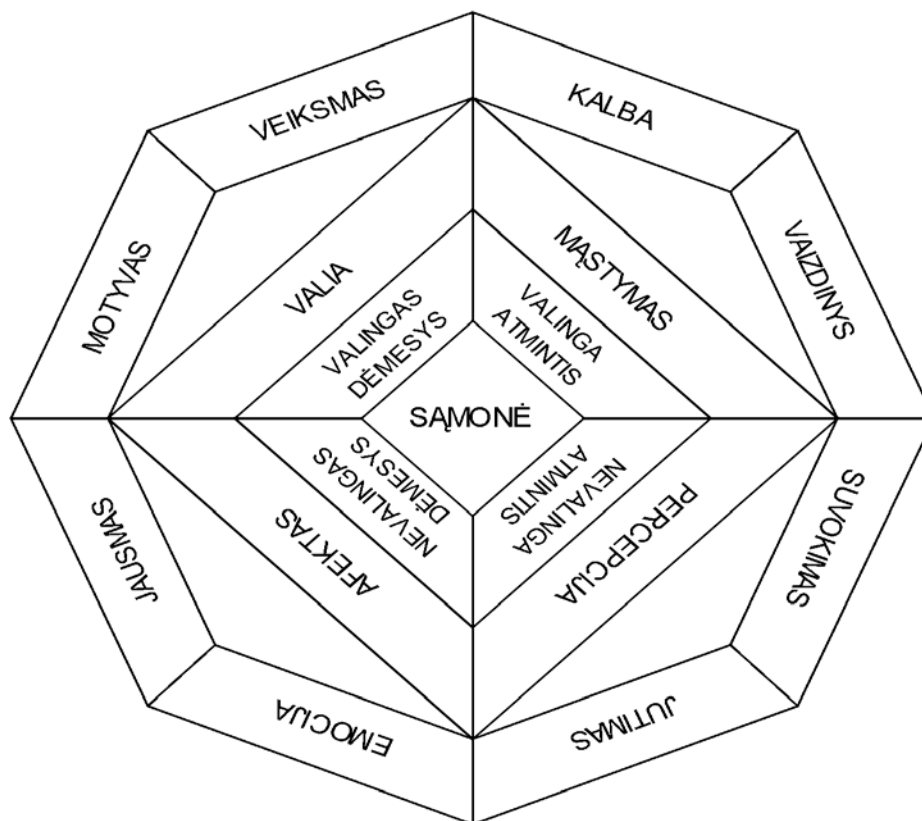 VEIKSMAS
KALBA
MOTYVAS
VAIZDINYS
VALIA
MĄSTYMAS
VALINGAS
DĖMESYS
VALINGA
ATMINTIS
SĄMONĖ
NEVALINGAS
DĖMESYS
NEVALINGA
ATMINTIS
AFEKTAS
PERCEPCIJA
JAUSMAS
SUVOKIMAS
EMOCIJA
JUTIMAS